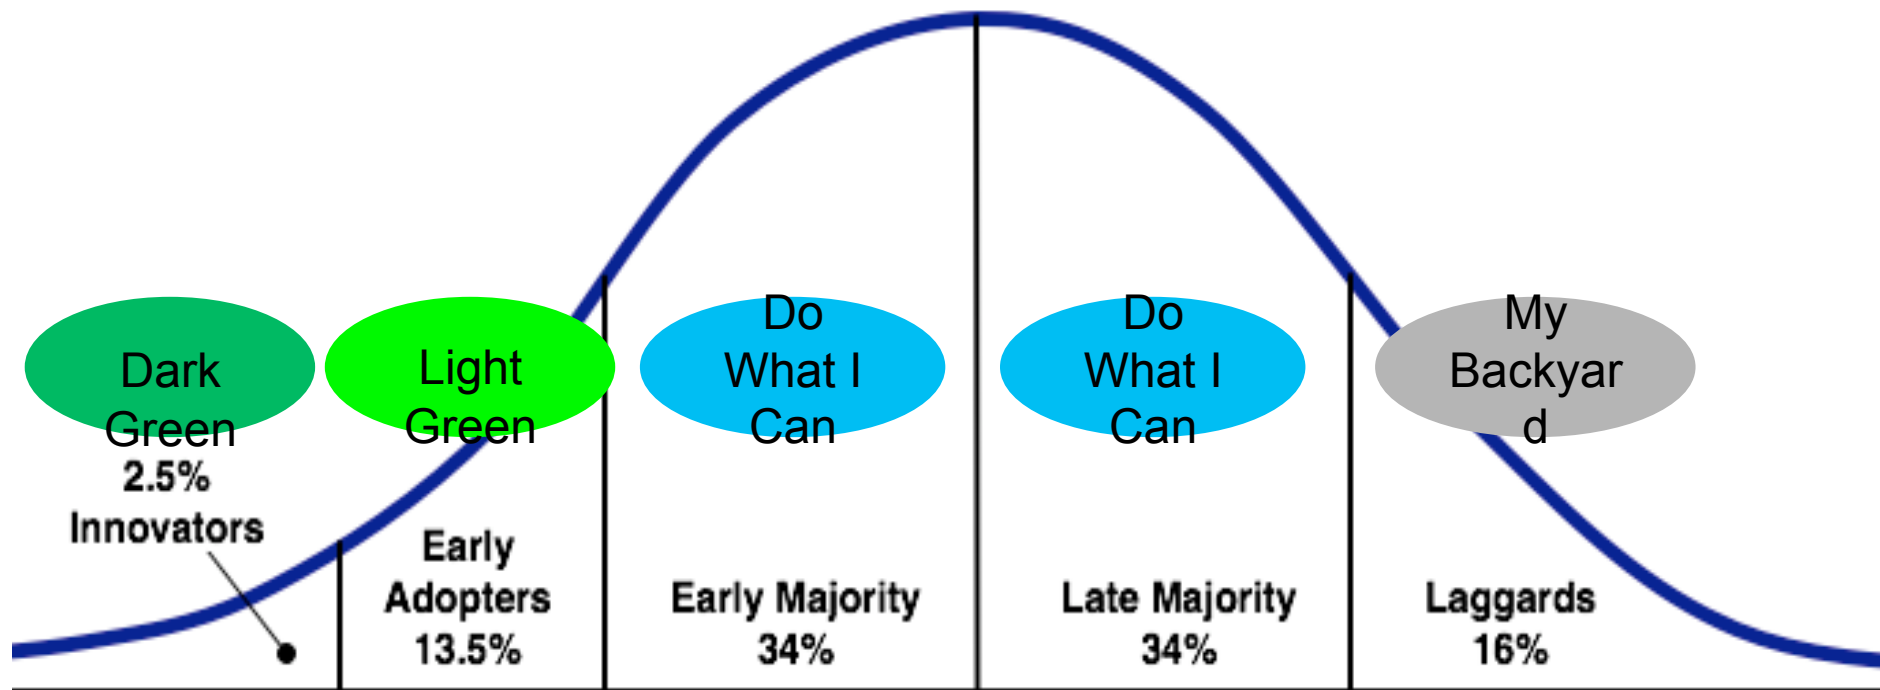 Dark
Green
2.5%
Innovators
Light
Green
Early
Adopters
13.5%
Do
What I
Can
Early Majority
34%
Do
What I
Can
Late Majority
34%
My
Backyar
d
Laggards
16%